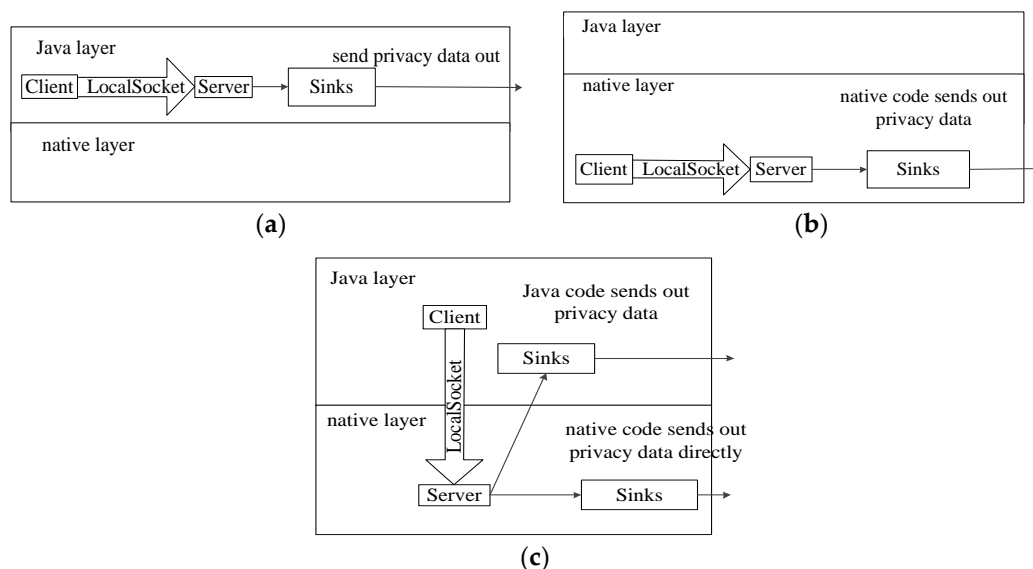 Java layer
send privacy data out
Client
LocalSocket
Server
Sinks
native layer
(a)
Java layer
native layer
native code sends out
privacy data
Client
LocalSocket
Server
Sinks
(b)
Java layer
Java code sends out
privacy data
Client
Sinks
LocalSocket
native layer
native code sends out
privacy data directly
Server
Sinks
(c)